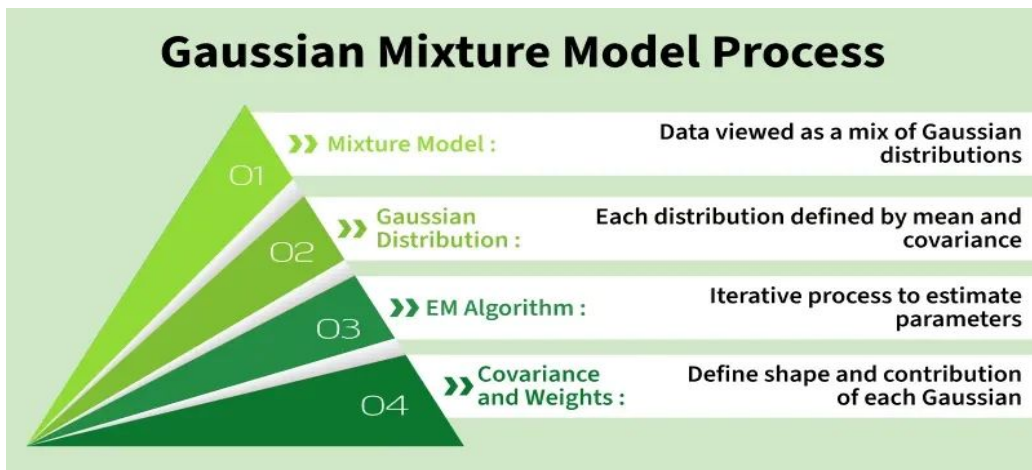 Gaussian Mixture Model Process
01
Mixture Model :
Data viewed as a mix of Gaussian
distributions
02
Gaussian
Distribution :
Each distribution defined by mean and
covariance
03
EM Algorithm :
Iterative process to estimate
parameters
04
Covariance
and Weights :
Define shape and contribution
of each Gaussian